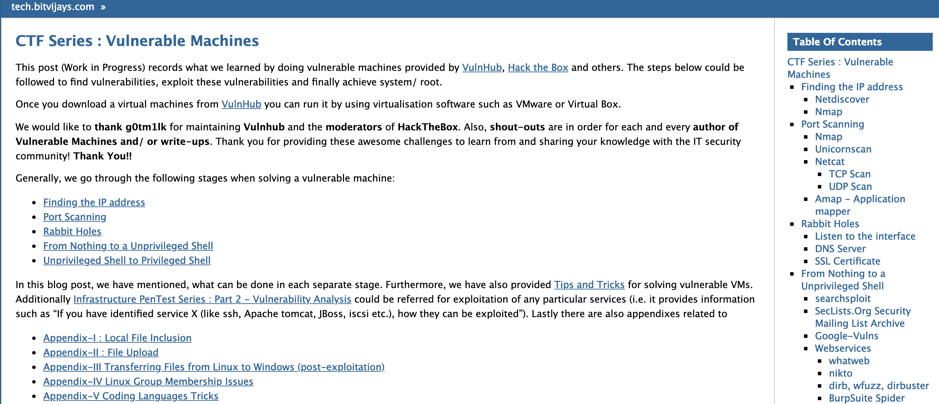 tech.bitvijays.com »
CTF Series : Vulnerable Machines
This post (Work in Progress) records what we learned by doing vulnerable machines provided by VulnHub, Hack the Box and others. The steps below could be
followed to find vulnerabilities, exploit these vulnerabilities and finally achieve system/ root.
Once you download a virtual machines from VulnHub you can run it by using virtualisation software such as VMware or Virtual Box.
We would like to thank g0tm1lk for maintaining Vulnhub and the moderators of HackTheBox. Also, shout-outs are in order for each and every author of
Vulnerable Machines and/ or write-ups. Thank you for providing these awesome challenges to learn from and sharing your knowledge with the IT security
community! Thank You!!
Generally, we go through the following stages when solving a vulnerable machine:
• Finding the IP address
• Port Scanning
• Rabbit Holes
• From Nothing to a Unprivileged Shell
• Unprivileged Shell to Privileged Shell
In this blog post, we have mentioned, what can be done in each separate stage. Furthermore, we have also provided Tips and Tricks for solving vulnerable VMs.
Additionally Infrastructure PenTest Series : Part 2 - Vulnerability Analysis could be referred for exploitation of any particular services (i.e. it provides information
such as “If you have identified service X (like ssh, Apache tomcat, JBoss, iscsi etc.), how they can be exploited”). Lastly there are also appendixes related to
• Appendix-I : Local File Inclusion
• Appendix-II : File Upload
• Appendix-III Transferring Files from Linux to Windows (post-exploitation)
• Appendix-IV Linux Group Membership Issues
• Appendix-V Coding Languages Tricks
Table Of Contents
CTF Series : Vulnerable
Machines
▪ Finding the IP address
▪ Netdiscover
▪ Nmap
▪ Port Scanning
▪ Nmap
▪ Unicornscan
▪ Netcat
▪ TCP Scan
▪ UDP Scan
▪ Amap - Application
mapper
▪ Rabbit Holes
▪ Listen to the interface
▪ DNS Server
▪ SSL Certificate
▪ From Nothing to a
Unprivileged Shell
▪ searchsploit
▪ SecLists.Org Security
Mailing List Archive
▪ Google-Vulns
▪ Webservices
▪ whatweb
▪ nikto
▪ dirb, wfuzz, dirbuster
▪ BurpSuite Spider